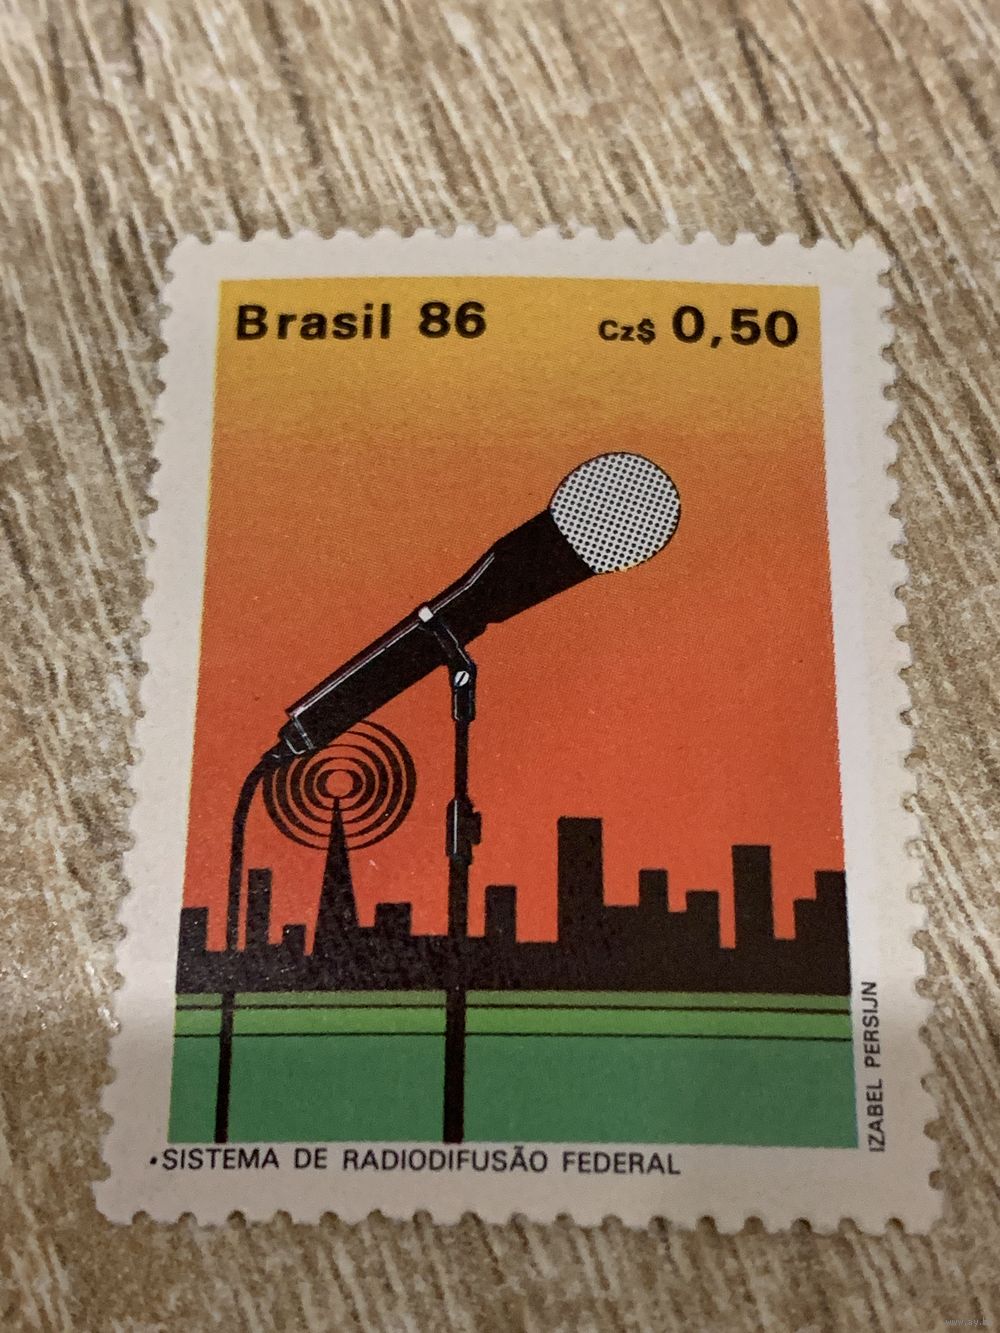 Brasil 86 Cz$ 0,50
IZABEL PERSIJN
•SISTEMA DE RADIODIFUSÃO FEDERAL